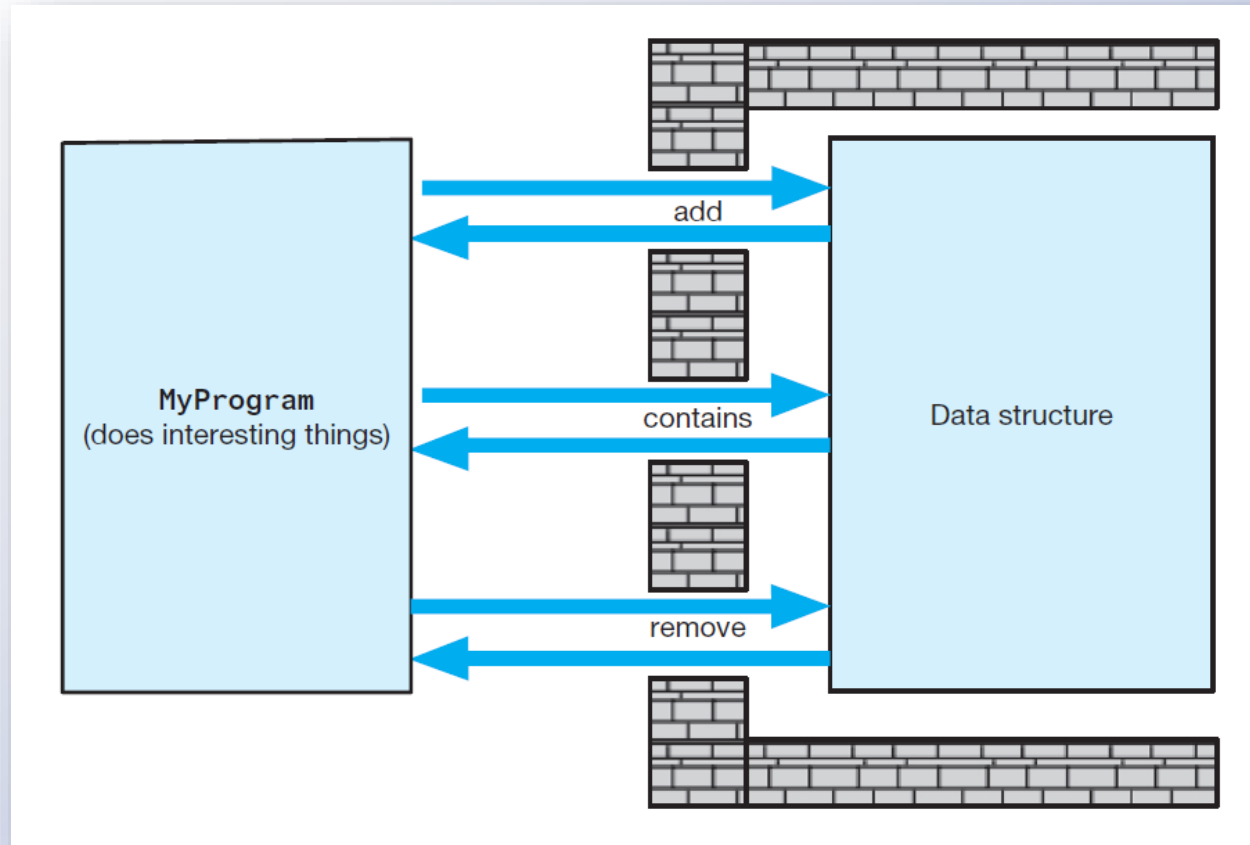 add
MyProgram
(does interesting things)
contains
Data structure
remove